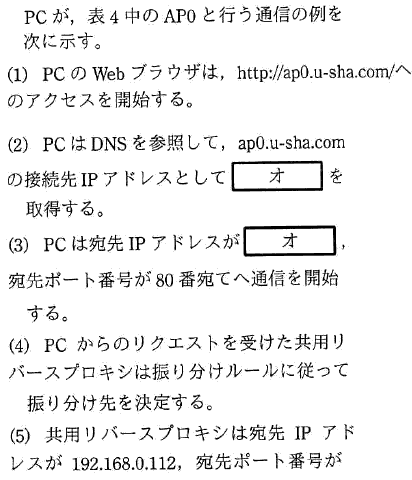 PCが，表4中のAP0と行う通信の例を
次に示す。
(1) PCのWebブラウザは，http://ap0.u-sha.com/へ
のアクセスを開始する。
(2) PCはDNSを参照して，ap0.u-sha.com
の接続先IPアドレスとして オ を
取得する。
(3) PCは宛先IPアドレスが オ ，
宛先ポート番号が80番宛てへ通信を開始
する。
(4) PCからのリクエストを受けた共用リ
バースプロキシは振り分けルールに従って
振り分け先を決定する。
(5) 共用リバースプロキシは宛先 IP アド
レスが 192.168.0.112，宛先ポート番号が